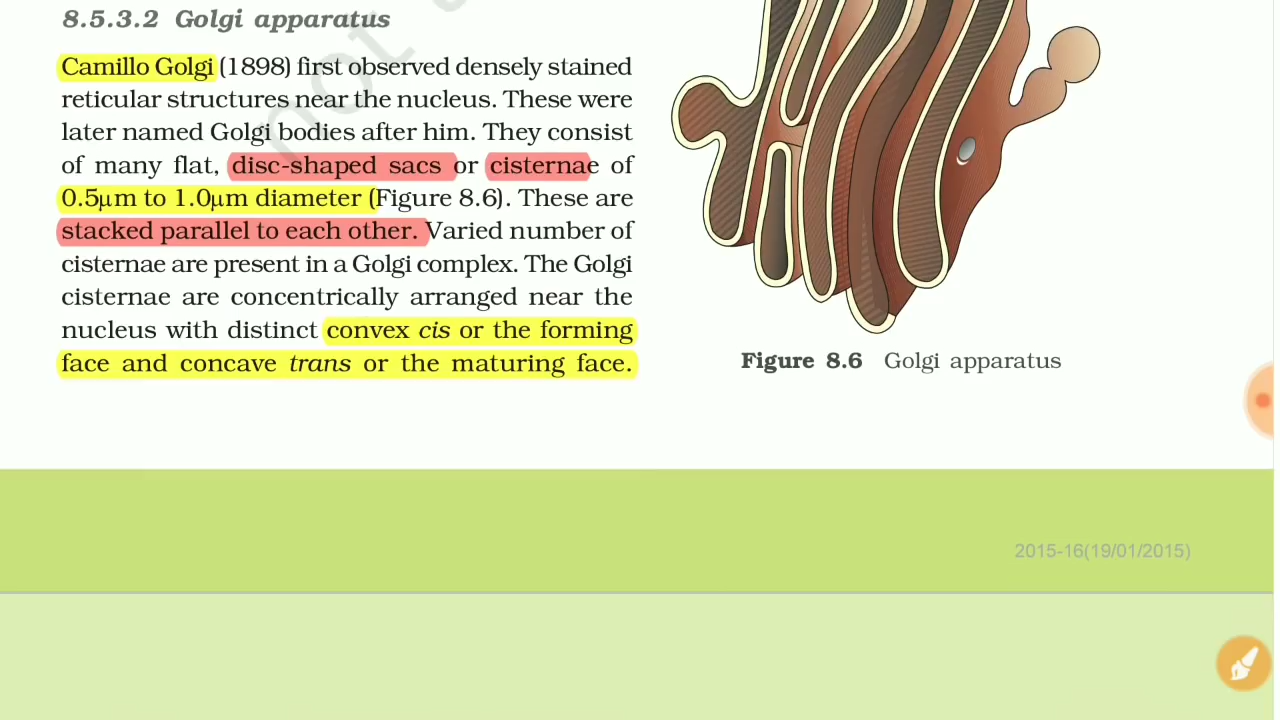 8.5.3.2 Golgi apparatus
Camillo Golgi (1898) first observed densely stained
reticular structures near the nucleus. These were
later named Golgi bodies after him. They consist
of many flat, disc-shaped sacs or cisternae of
0.5µm to 1.0µm diameter (Figure 8.6). These are
stacked parallel to each other. Varied number of
cisternae are present in a Golgi complex. The Golgi
cisternae are concentrically arranged near the
nucleus with distinct convex cis or the forming
face and concave trans or the maturing face.
not
Figure 8.6 Golgi apparatus
2015-16(19/01/2015)